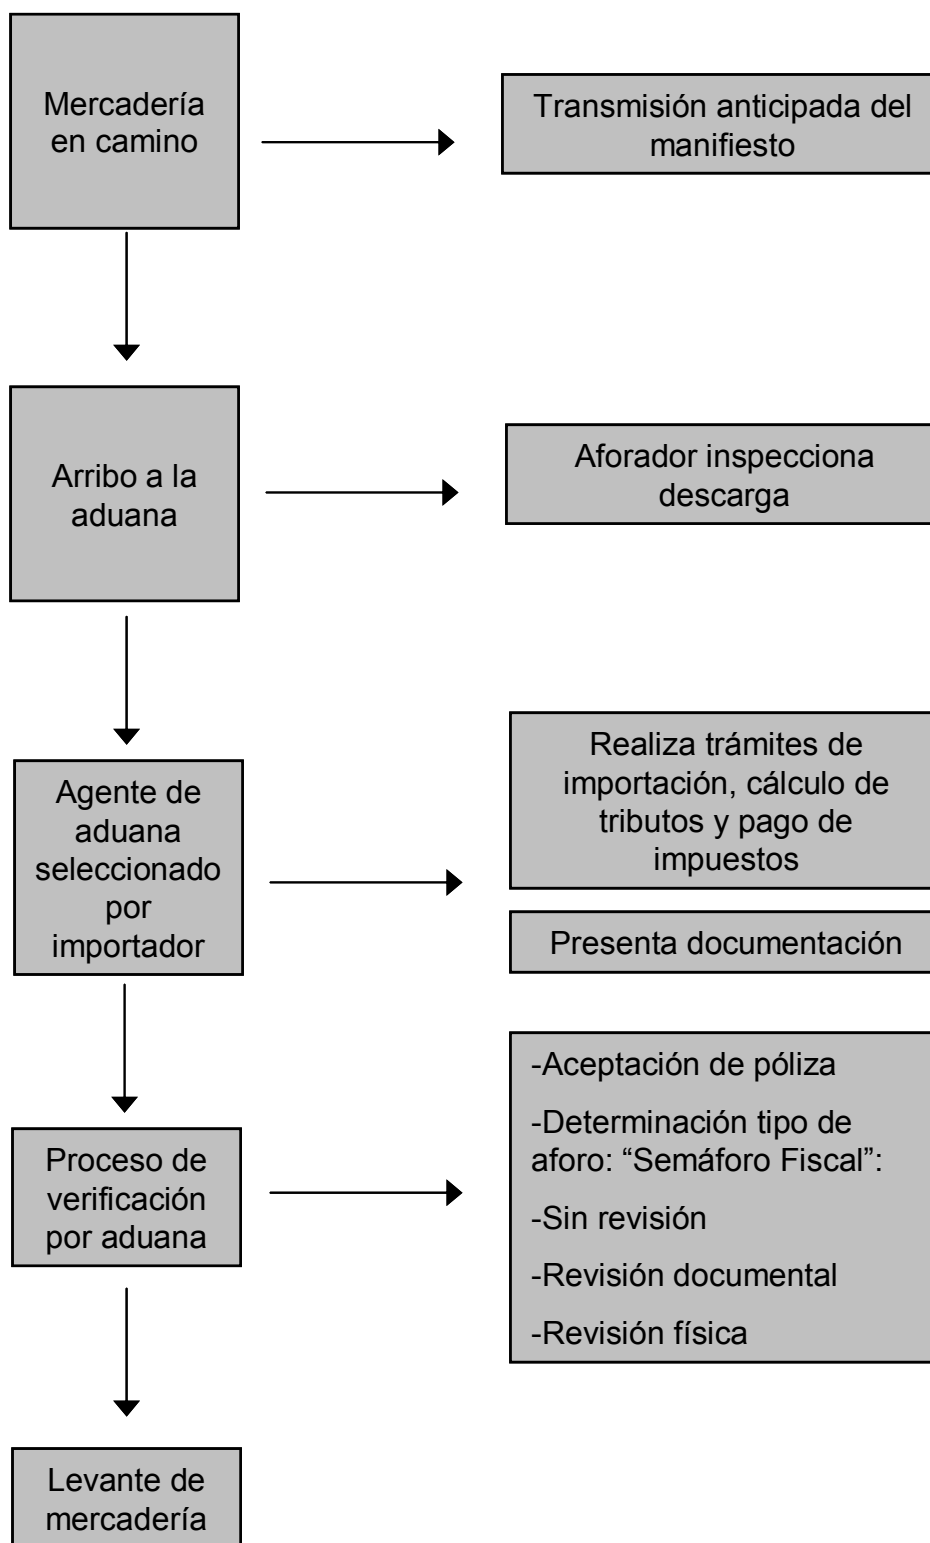 Mercadería
en camino
Transmisión anticipada del
manifiesto
Arribo a la
aduana
Aforador inspecciona
descarga
Agente de
aduana
seleccionado
por
importador
Realiza trámites de
importación, cálculo de
tributos y pago de
impuestos
Presenta documentación
Proceso de
verificación
por aduana
-Aceptación de póliza
-Determinación tipo de
aforo: “Semáforo Fiscal”:
-Sin revisión
-Revisión documental
-Revisión física
Levante de
mercadería